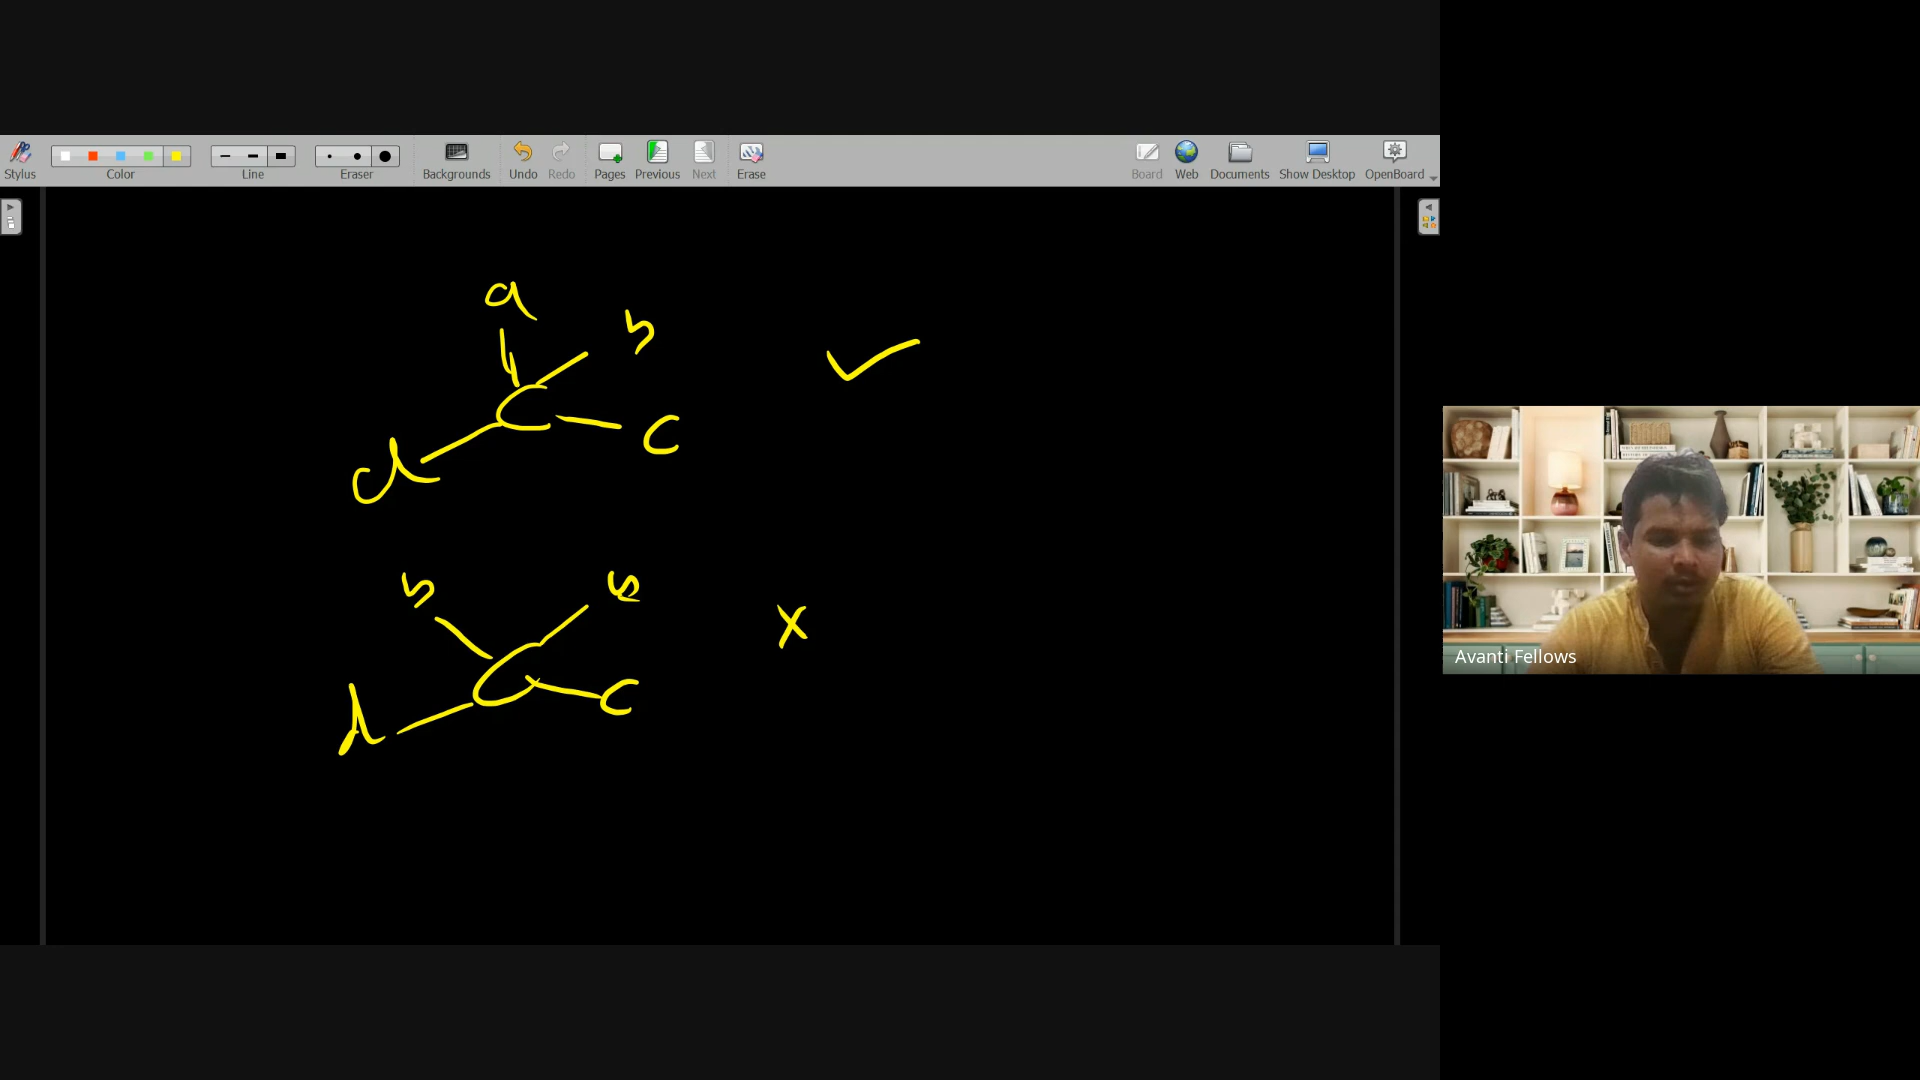 Stylus Color Line Eraser Backgrounds Undo Redo Pages Previous Next Erase Board Web Documents Show Desktop OpenBoard
a
b
C
d C
b
C
d C
x
Avanti Fellows